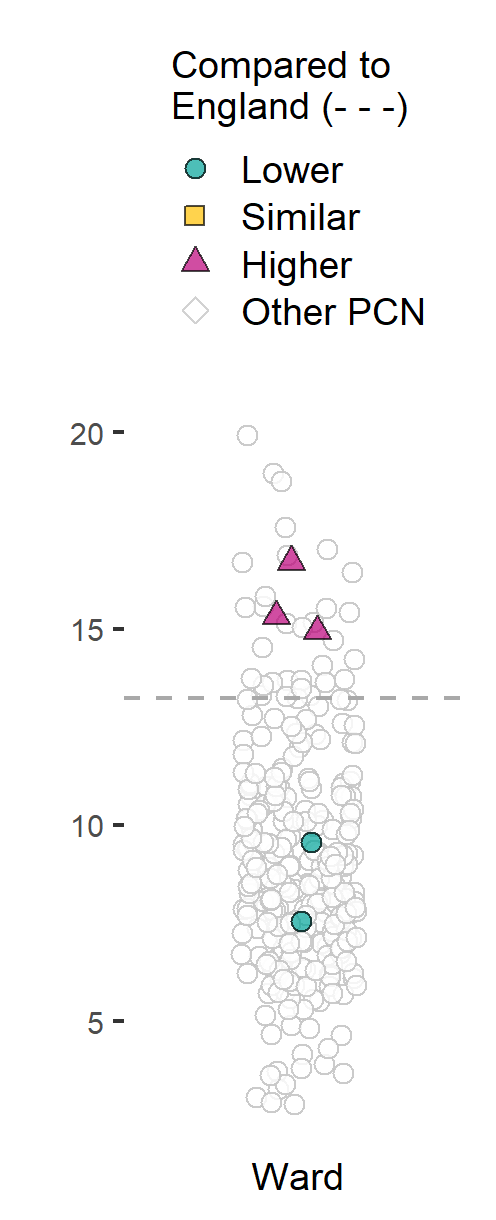 Compared to
England (- - -)
Lower
Similar
Higher
Other PCN
20
15
10
5
Ward